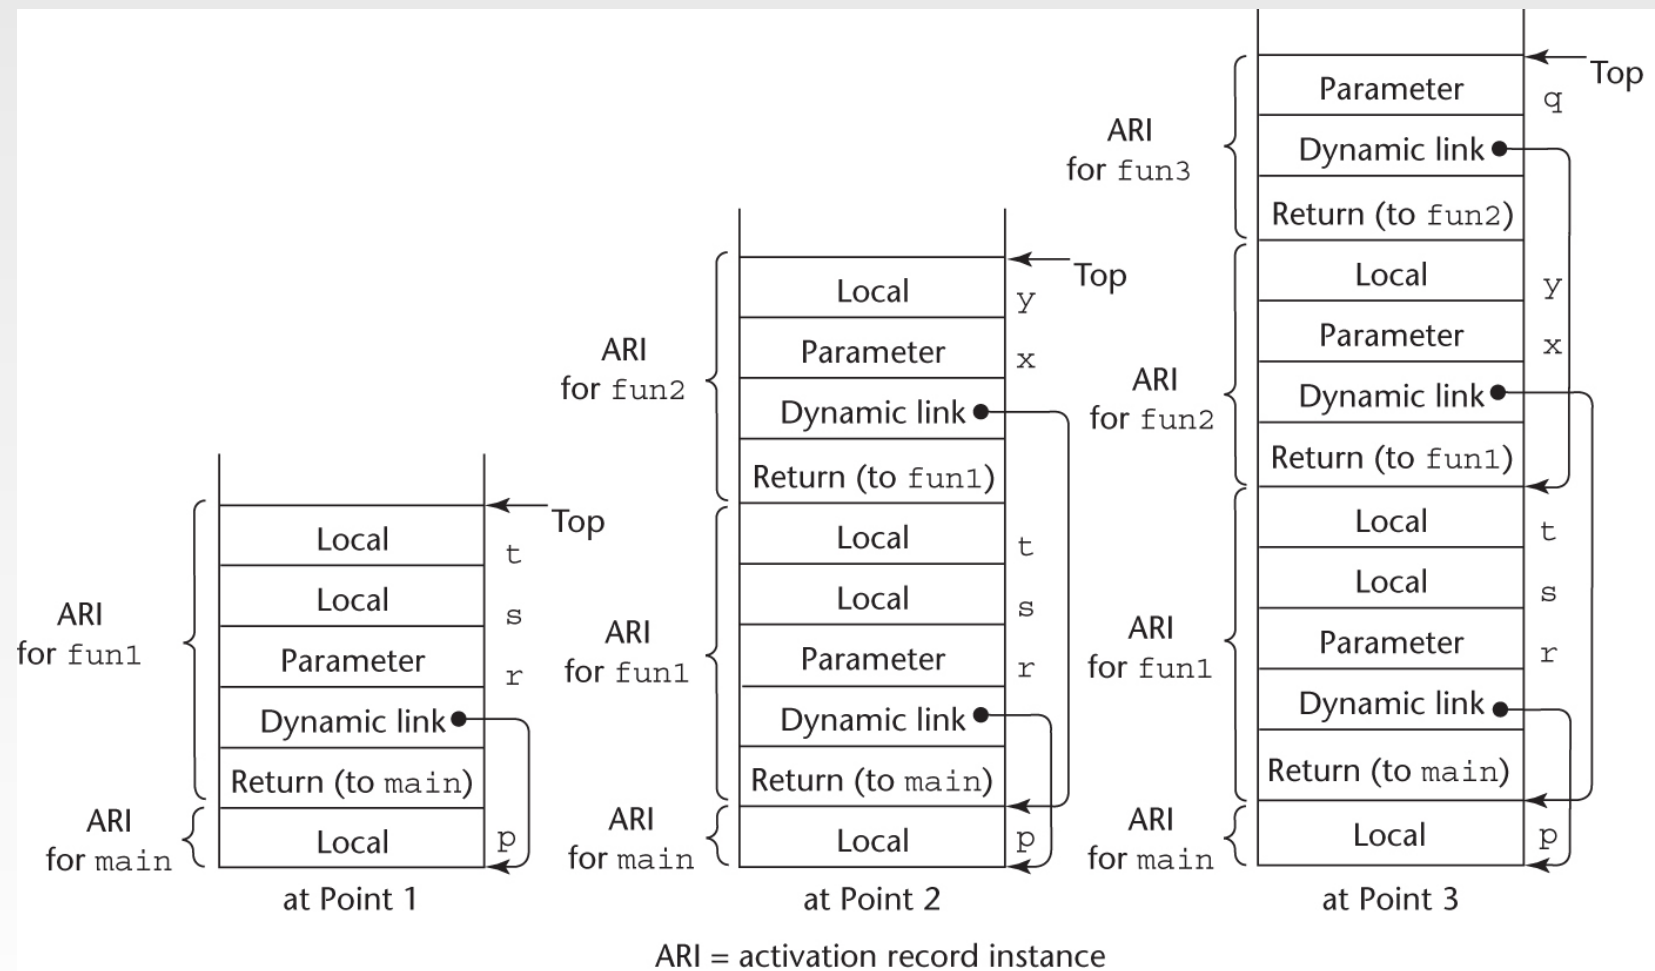 Local
t
Local
s
Parameter
r
Dynamic link
Return (to main)
Local
p
Top
ARI
for fun1
ARI
for main
at Point 1
Local
y
Parameter
x
Dynamic link
Return (to fun1)
Local
t
Local
s
Parameter
r
Dynamic link
Return (to main)
Local
p
Top
ARI
for fun2
ARI
for fun1
ARI
for main
at Point 2
Parameter
q
Dynamic link
Return (to fun2)
Local
y
Parameter
x
Dynamic link
Return (to fun1)
Local
t
Local
s
Parameter
r
Dynamic link
Return (to main)
Local
p
Top
ARI
for fun3
ARI
for fun2
ARI
for fun1
ARI
for main
at Point 3
ARI = activation record instance